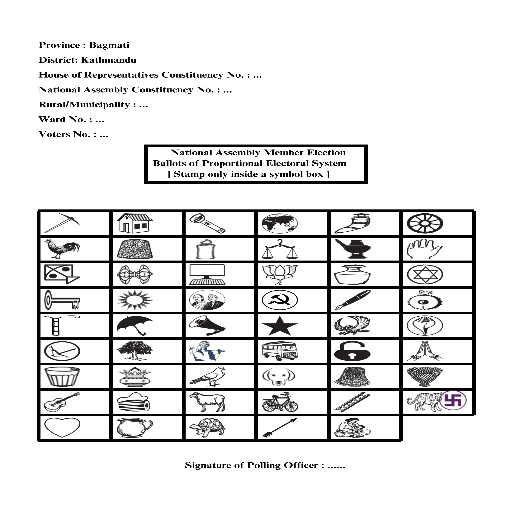 Province : Bagmati
District: Kathmandu
House of Representatives Constituency No. : ...
National Assembly Constituency No. : ...
Rural/Municipality : ...
Ward No. : ...
Voters No. : ...
National Assembly Member Election
Ballots of Proportional Electoral System
[ Stamp only inside a symbol box ]
Signature of Polling Officer : ......